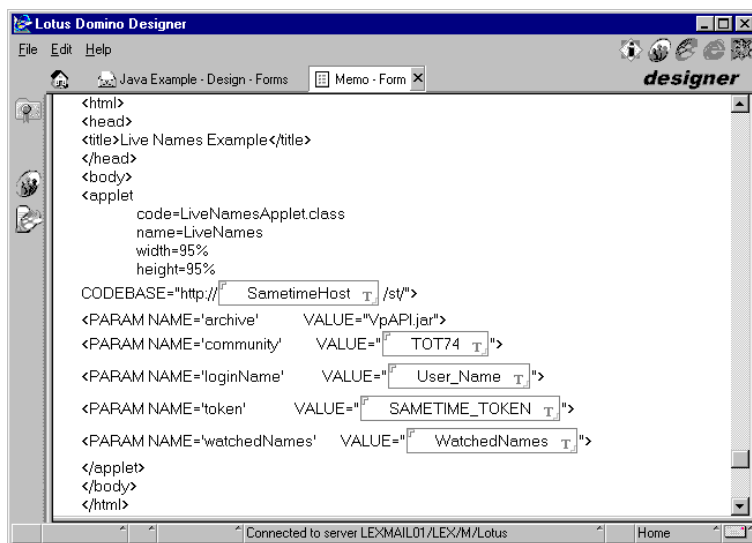 Lotus Domino Designer
File Edit Help
Java Example - Design - Forms Memo - Form
designer
<html>
<head>
<title>Live Names Example</title>
</head>
<body>
<applet
code=LiveNamesApplet.class
name=LiveNames
width=95%
height=95%
CODEBASE="http:// SametimeHost T /st/">
<PARAM NAME='archive' VALUE="VpAPI.jar">
<PARAM NAME='community' VALUE=" TOT74 T ">
<PARAM NAME='loginName' VALUE=" User_Name T ">
<PARAM NAME='token' VALUE=" SAMETIME_TOKEN T ">
<PARAM NAME='watchedNames' VALUE=" WatchedNames T ">
</applet>
</body>
</html>
Connected to server LEXMAIL01/LEX/M/Lotus Home